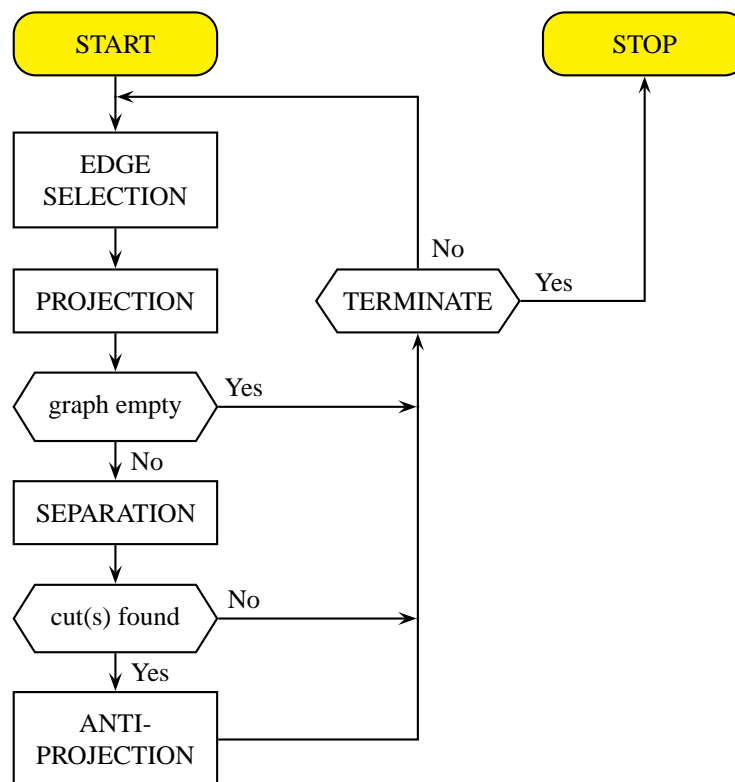 START
STOP
EDGE
SELECTION
No
PROJECTION
TERMINATE
Yes
graph empty
Yes
No
SEPARATION
cut(s) found
No
Yes
ANTI-
PROJECTION